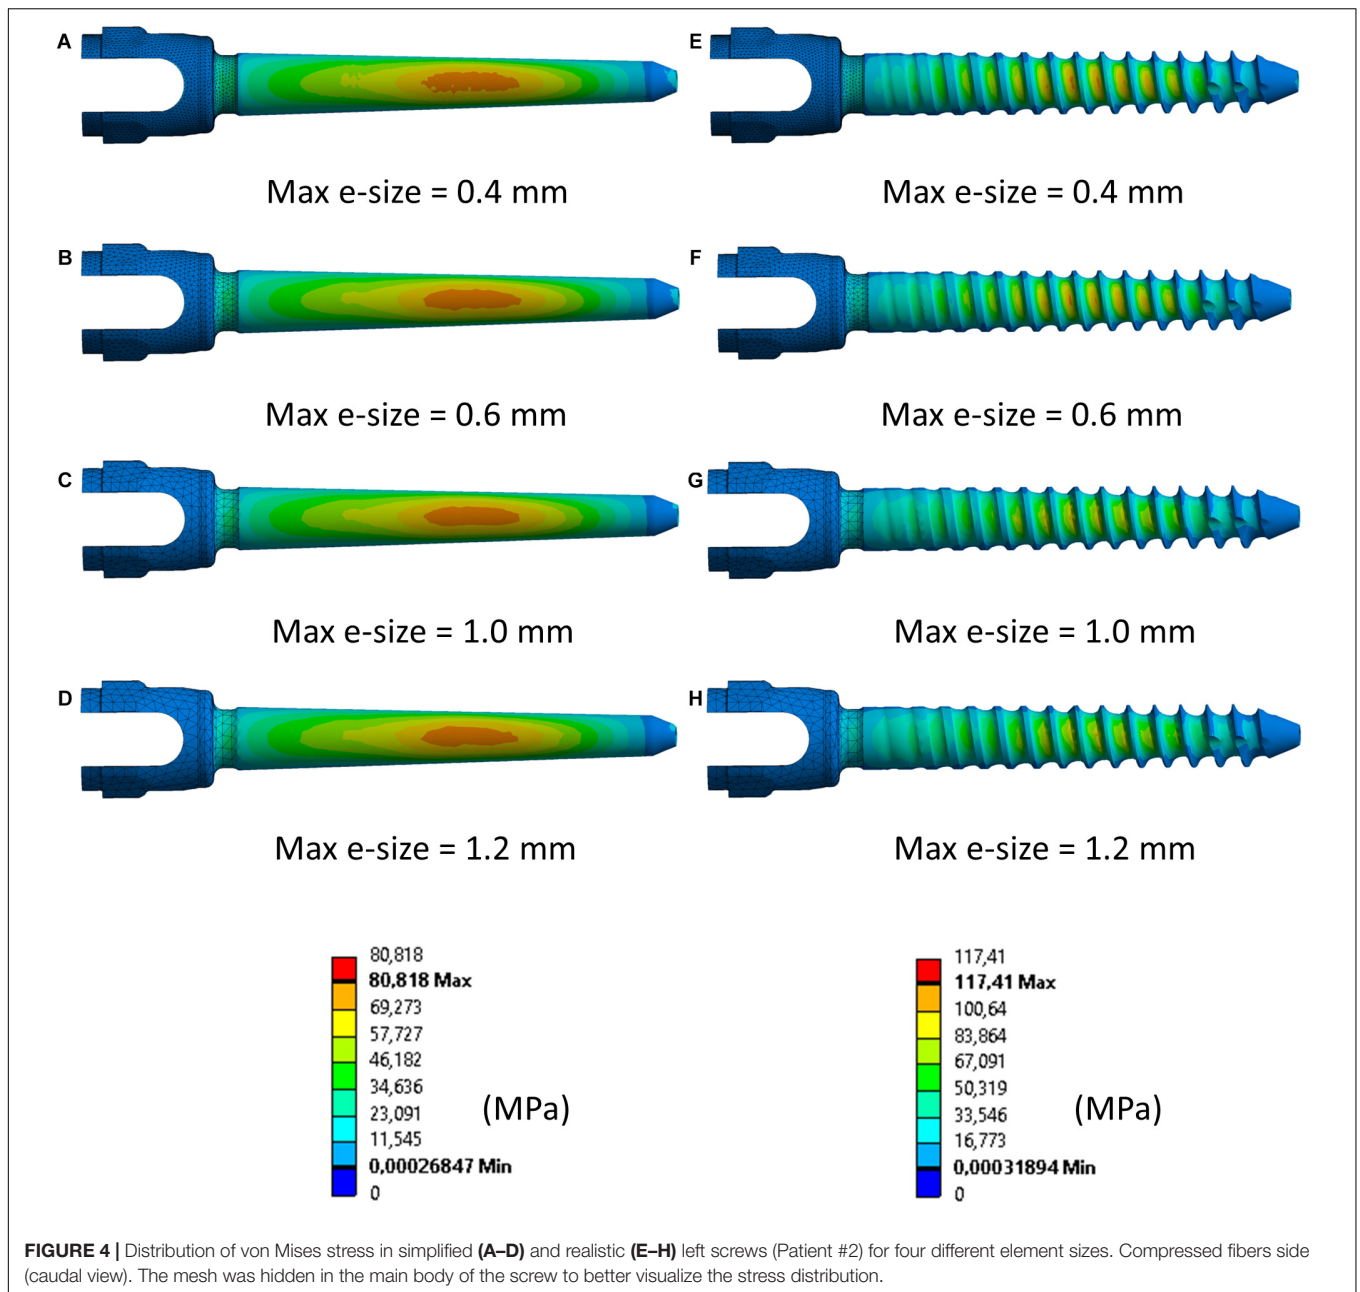 A
E
Max e-size = 0.4 mm
Max e-size = 0.4 mm
B
F
Max e-size = 0.6 mm
Max e-size = 0.6 mm
C
G
Max e-size = 1.0 mm
Max e-size = 1.0 mm
D
H
Max e-size = 1.2 mm
Max e-size = 1.2 mm
80,818
80,818 Max
69,273
57,727
46,182
34,636
23,091
11,545
0,00026847 Min
0
(MPa)
117,41
117,41 Max
100,64
83,864
67,091
50,319
33,546
16,773
0,00031894 Min
0
(MPa)
FIGURE 4 | Distribution of von Mises stress in simplified (A–D) and realistic (E–H) left screws (Patient #2) for four different element sizes. Compressed fibers side
(caudal view). The mesh was hidden in the main body of the screw to better visualize the stress distribution.